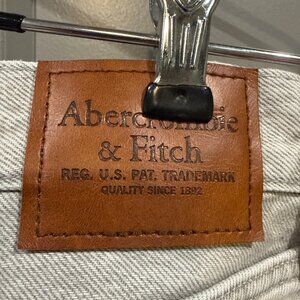 Abercrombie
& Fitch
REG. U.S. PAT. TRADEMARK
QUALITY SINCE 1892